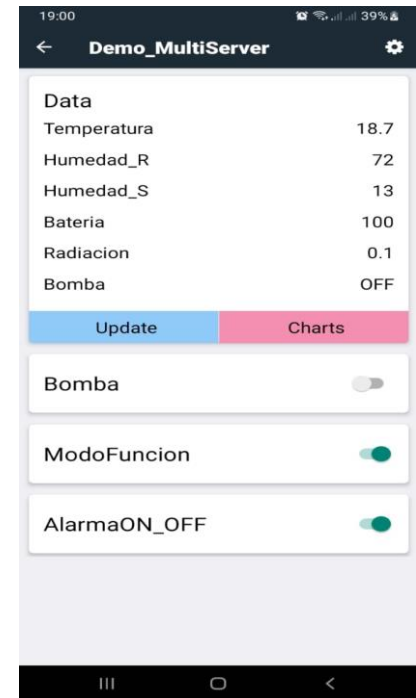 19:00 39%
Demo_MultiServer
Data
Temperatura 18.7
Humedad_R 72
Humedad_S 13
Bateria 100
Radiacion 0.1
Bomba OFF
Update Charts
Bomba
ModoFuncion
AlarmaON_OFF